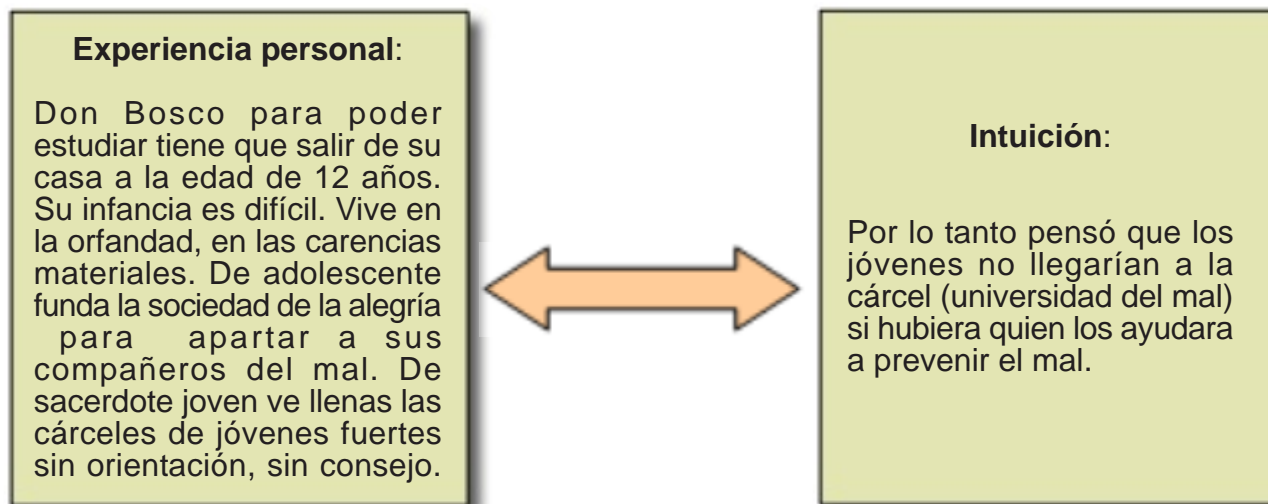 Experiencia personal:
Don Bosco para poder
estudiar tiene que salir de su
casa a la edad de 12 años.
Su infancia es difícil. Vive en
la orfandad, en las carencias
materiales. De adolescente
funda la sociedad de la alegría
para apartar a sus
compañeros del mal. De
sacerdote joven ve llenas las
cárceles de jóvenes fuertes
sin orientación, sin consejo.
Intuición:
Por lo tanto pensó que los
jóvenes no llegarían a la
cárcel (universidad del mal)
si hubiera quien los ayudara
a prevenir el mal.